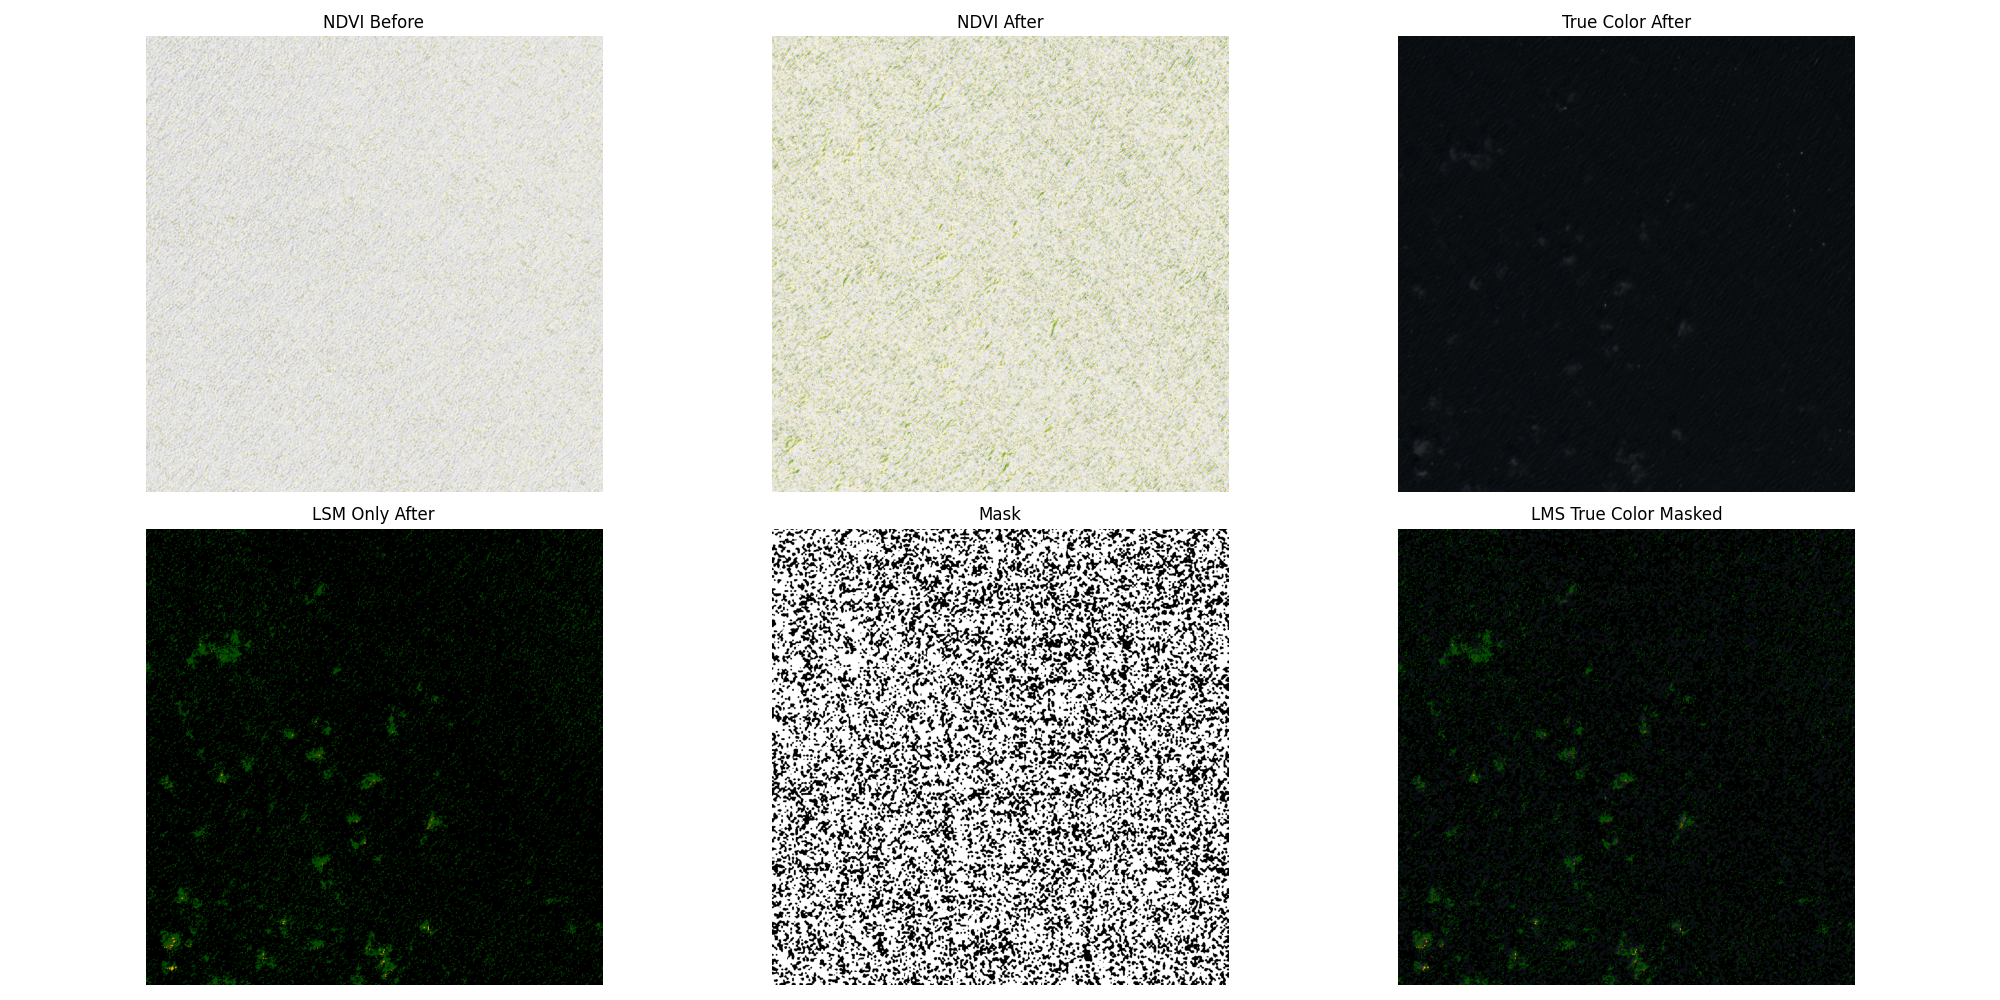 NDVI Before
NDVI After
True Color After
LSM Only After
Mask
LMS True Color Masked